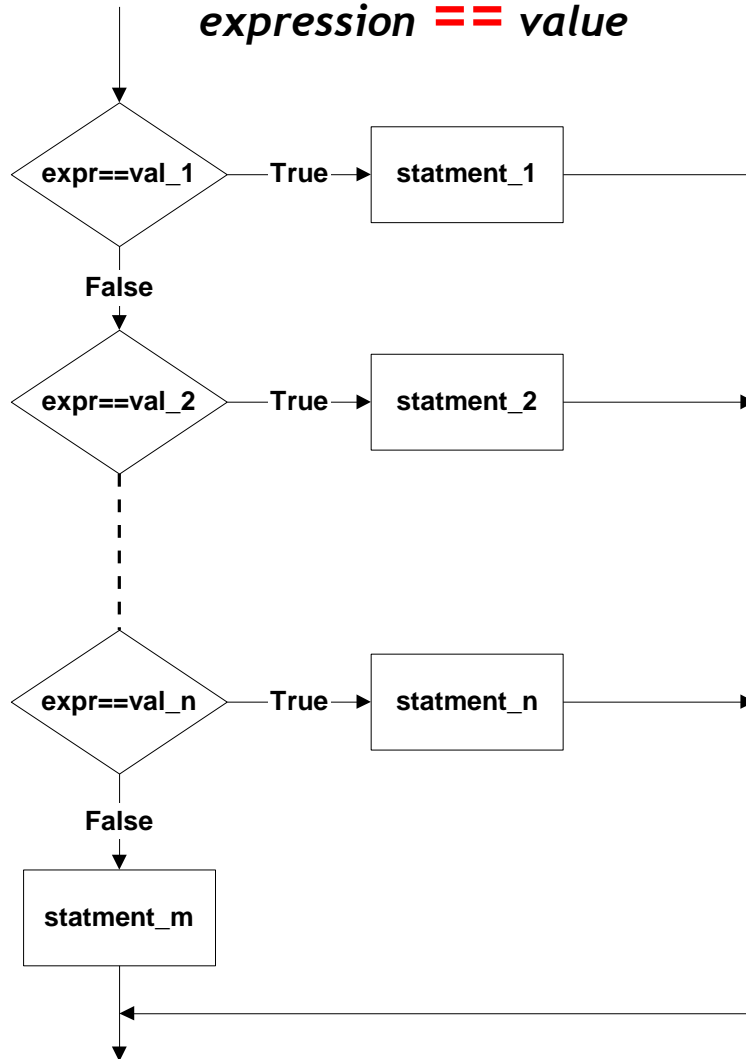 expression == value
expr==val_1 True statment_1
False
expr==val_2 True statment_2
expr==val_n True statment_n
False
statment_m